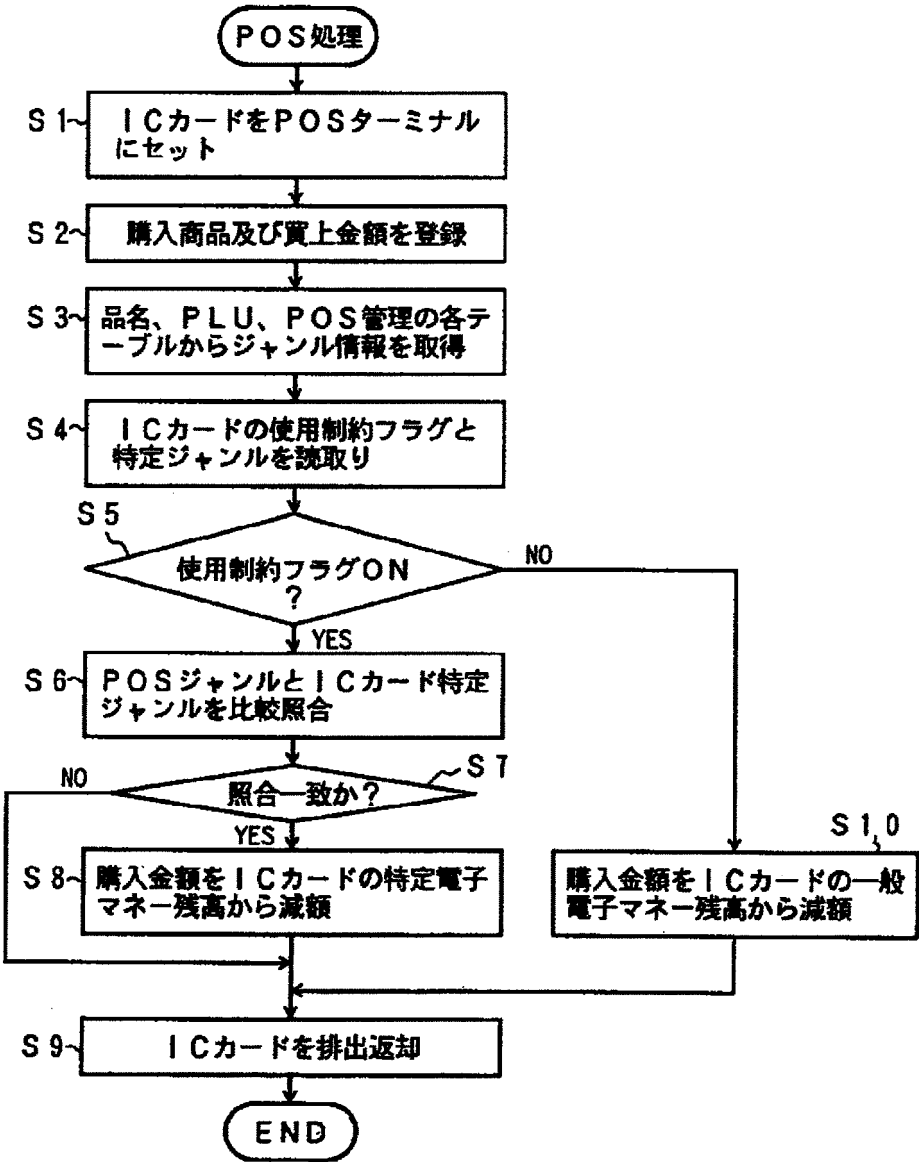 POS処理
S1
ICカードをPOSターミナル
にセット
S2
購入商品及び買上金額を登録
S3
品名、PLU、POS管理の各テ
ーブルからジャンル情報を取得
S4
ICカードの使用制約フラグと
特定ジャンルを読取り
S5
使用制約フラグON
?
NO
YES
S6
POSジャンルとICカード特定
ジャンルを比較照合
S7
照合一致か?
NO
YES
S8
購入金額をICカードの特定電子
マネー残高から減額
S10
購入金額をICカードの一般
電子マネー残高から減額
S9
ICカードを排出返却
END